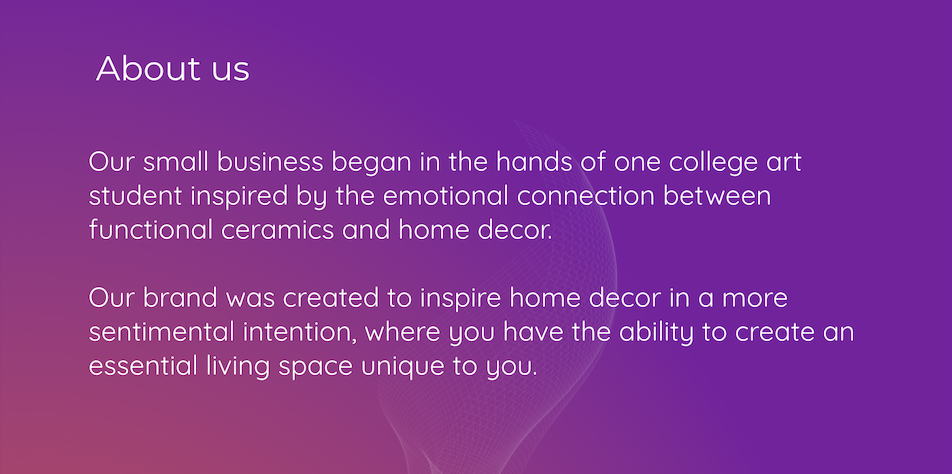 About us
Our small business began in the hands of one college art
student inspired by the emotional connection between
functional ceramics and home decor.
Our brand was created to inspire home decor in a more
sentimental intention, where you have the ability to create an
essential living space unique to you.